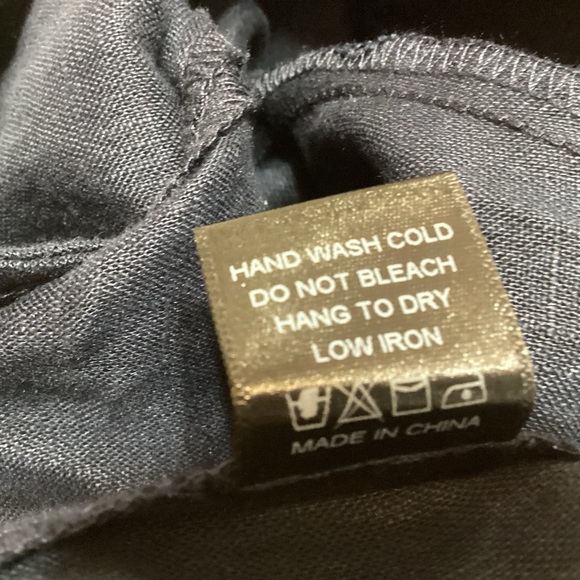 HAND WASH COLD
DO NOT BLEACH
HANG TO DRY
LOW IRON
MADE IN CHINA